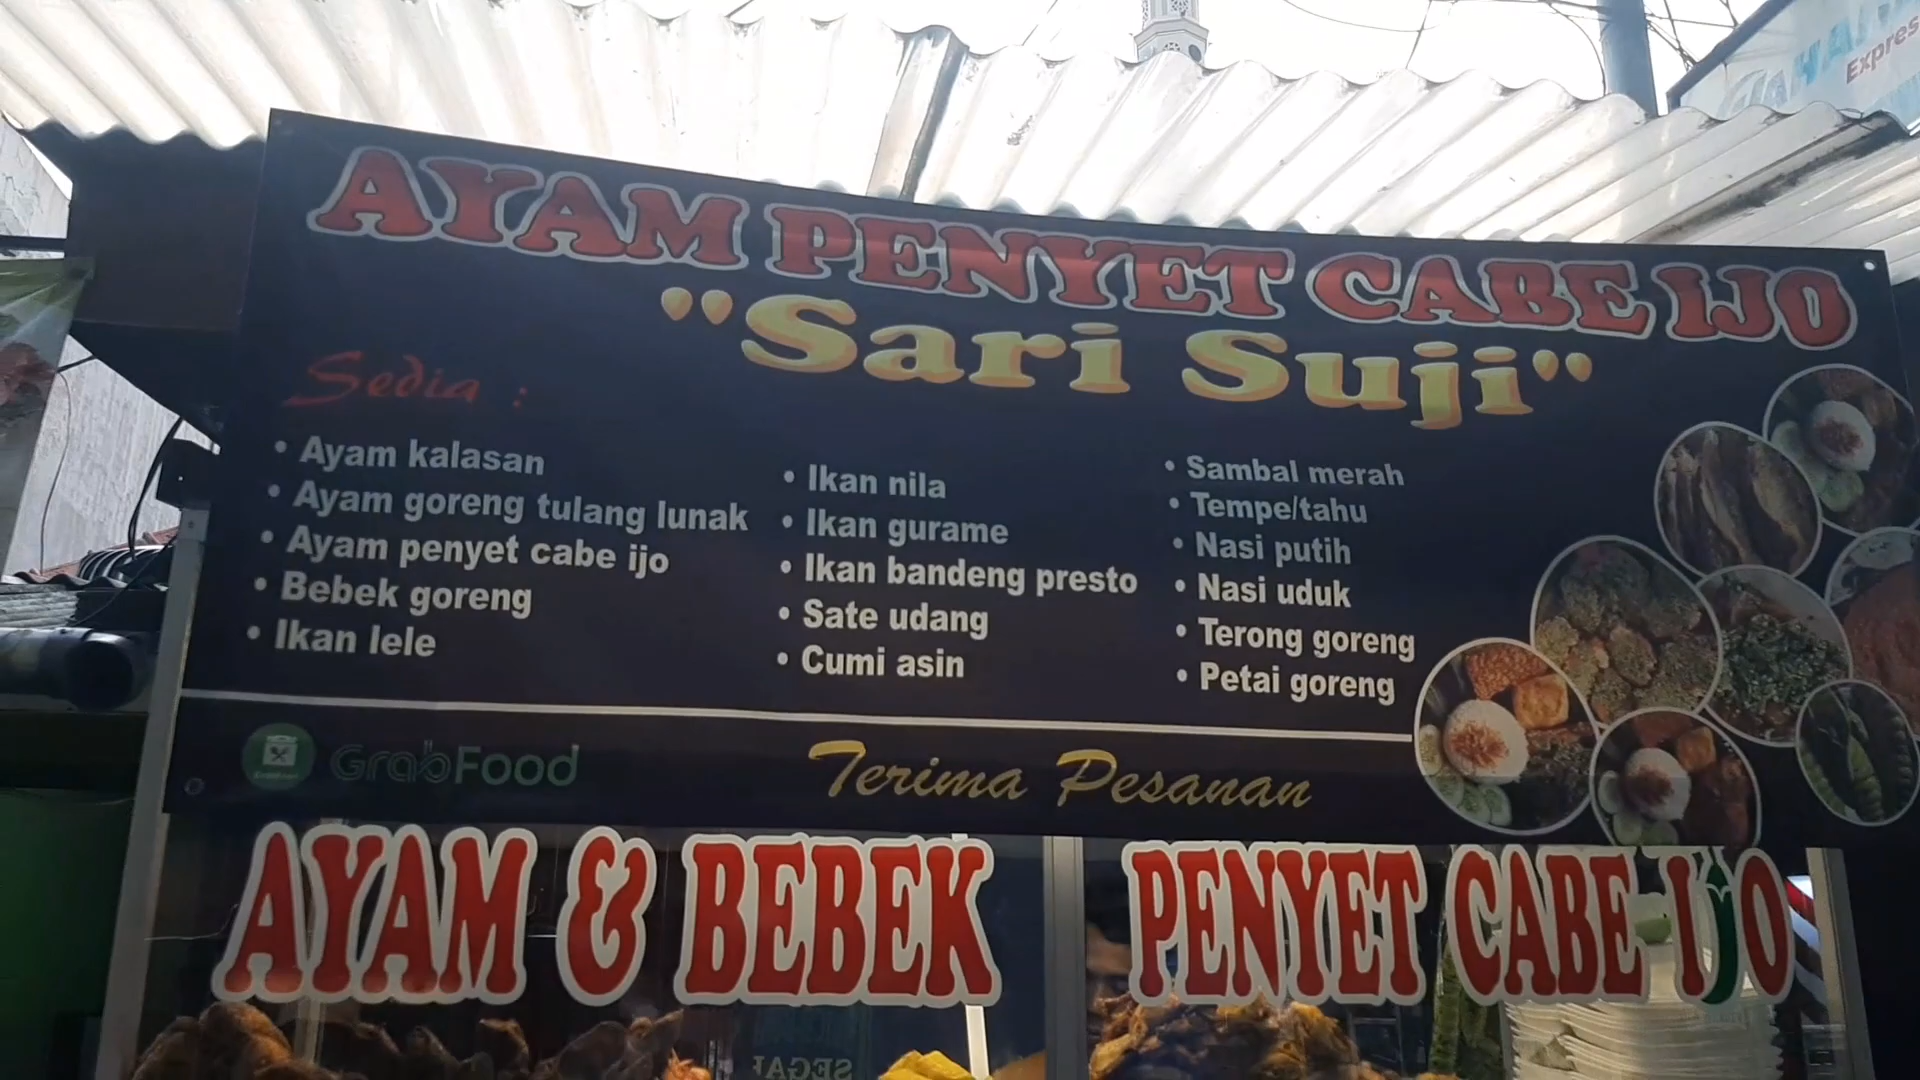 AYAM PENYET CABE IJO
"Sari Suji"
Sedia :
• Ayam kalasan
• Ayam goreng tulang lunak
• Ayam penyet cabe ijo
• Bebek goreng
• Ikan lele
• Ikan nila
• Ikan gurame
• Ikan bandeng presto
• Sate udang
• Cumi asin
• Sambal merah
• Tempe/tahu
• Nasi putih
• Nasi uduk
• Terong goreng
• Petai goreng
GrabFood
Terima Pesanan
AYAM & BEBEK
PENYET CABE IJO
Expres